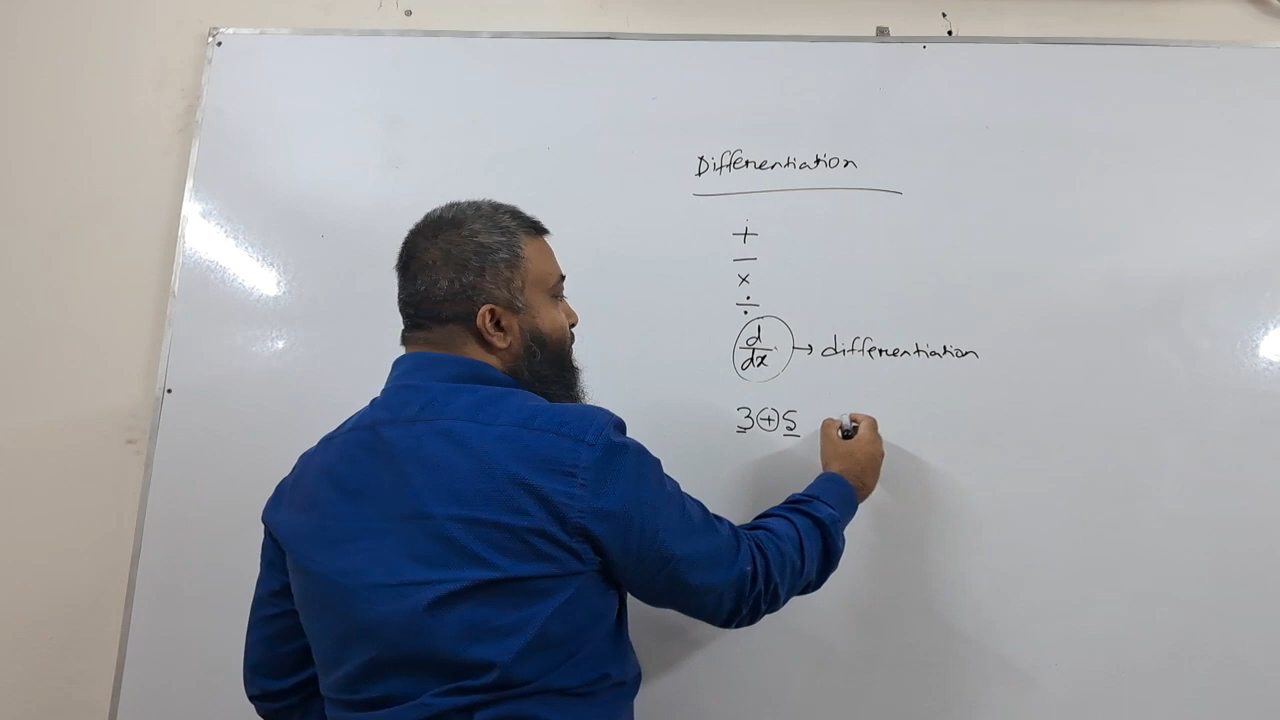 Differentiation
+
−
×
÷
d/dx → differentiation
3+5